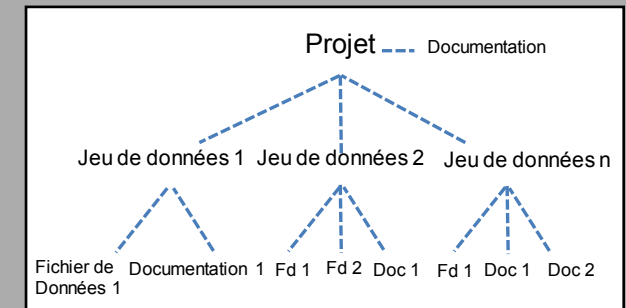 Projet
Documentation
Jeu de données 1
Jeu de données 2
Jeu de données n
Fichier de
Données 1
Documentation 1
Fd 1
Fd 2
Doc 1
Fd 1
Doc 1
Doc 2